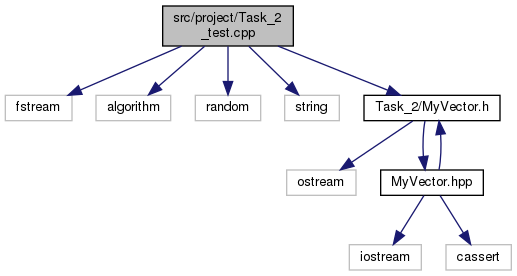 src/project/Task_2
_test.cpp
fstream
algorithm
random
string
Task_2/MyVector.h
ostream
MyVector.hpp
iostream
cassert